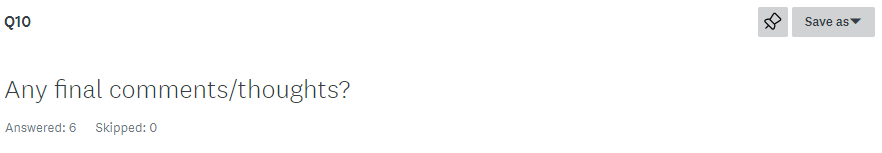 Q10
Save as
Any final comments/thoughts?
Answered: 6 Skipped: 0